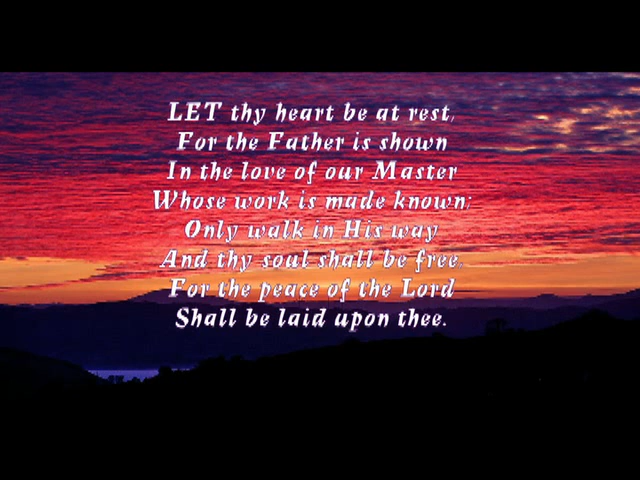 LET thy heart be at rest,
For the Father is shown
In the love of our Master
Whose work is made known;
Only walk in His way
And thy soul shall be free,
For the peace of the Lord
Shall be laid upon thee.